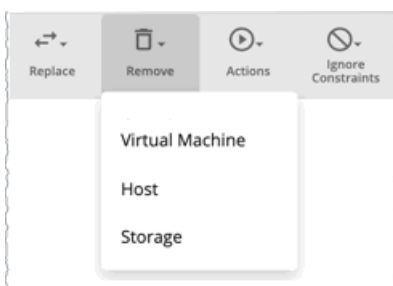 Replace
Remove
Actions
Ignore
Constraints
Virtual Machine
Host
Storage